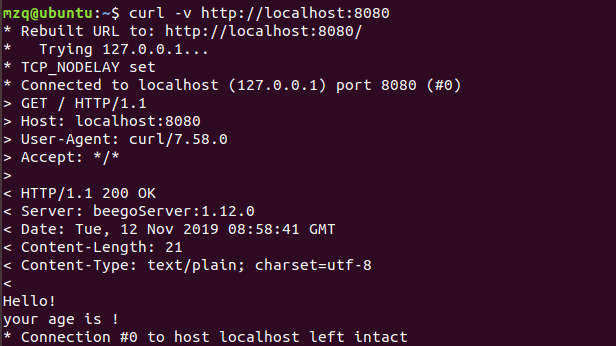 mzq@ubuntu:~$ curl -v http://localhost:8080
* Rebuilt URL to: http://localhost:8080/
*   Trying 127.0.0.1...
* TCP_NODELAY set
* Connected to localhost (127.0.0.1) port 8080 (#0)
> GET / HTTP/1.1
> Host: localhost:8080
> User-Agent: curl/7.58.0
> Accept: */*
>
< HTTP/1.1 200 OK
< Server: beegoServer:1.12.0
< Date: Tue, 12 Nov 2019 08:58:41 GMT
< Content-Length: 21
< Content-Type: text/plain; charset=utf-8
<
Hello!
your age is !
* Connection #0 to host localhost left intact